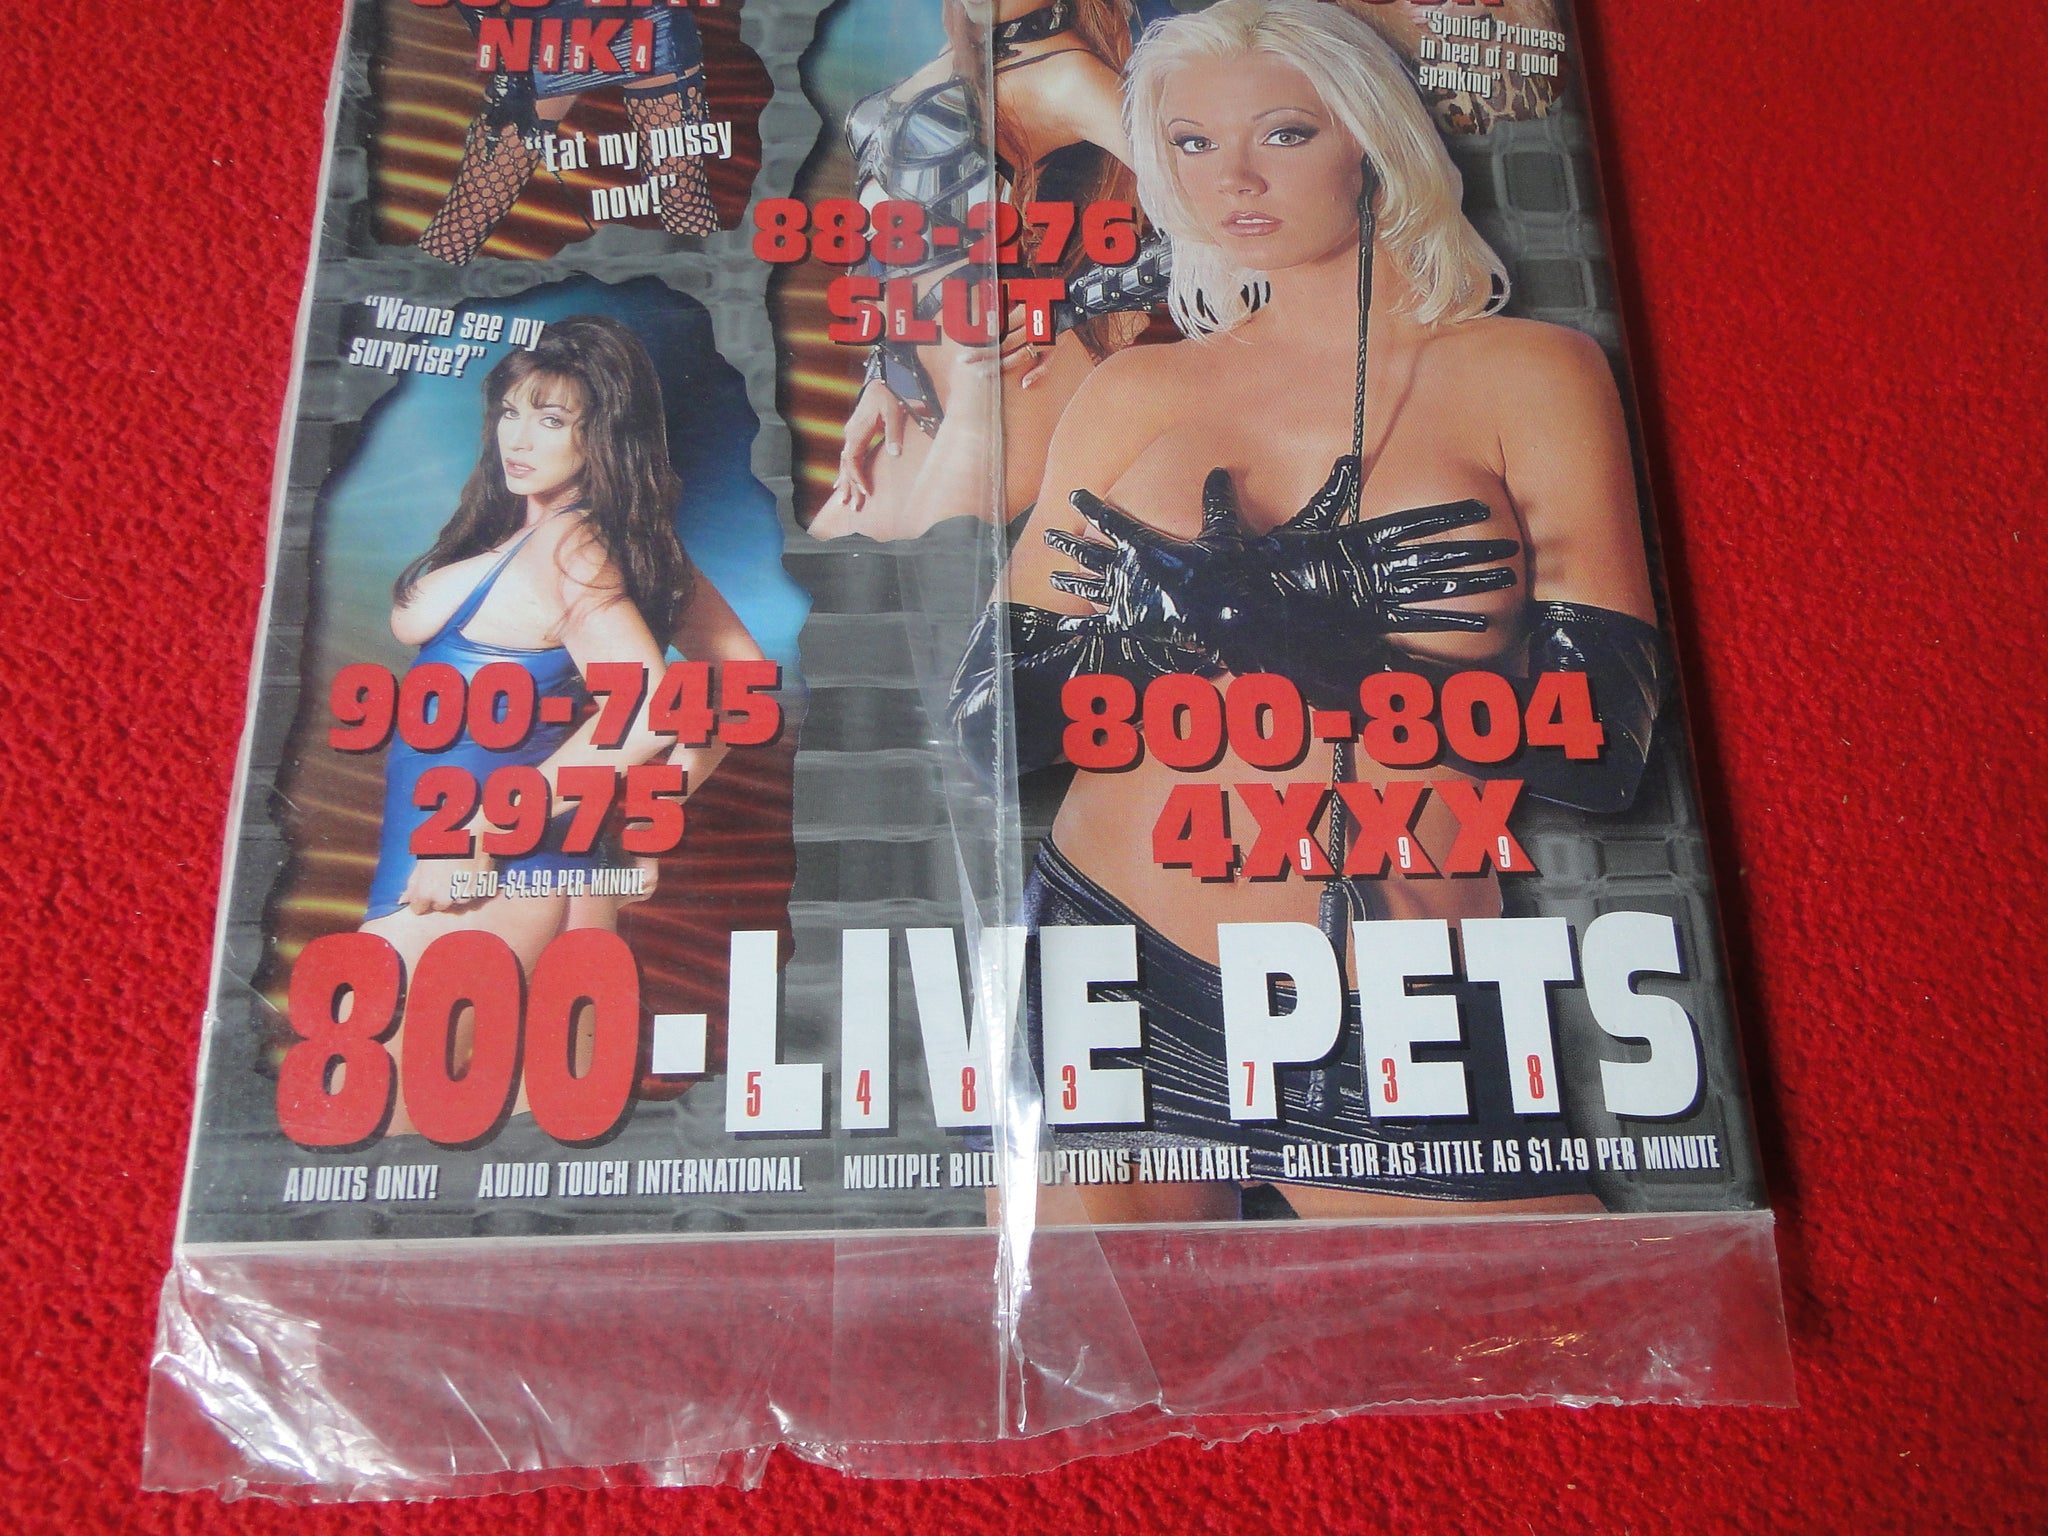 NIKI
6 4 5 4
"Eat my pussy
now!"
"Spoiled Princess
in need of a good
spanking"
888-276
SLUT
7 5 8 8
"Wanna see my
surprise?"
900-745
2975
$2.50-$4.99 PER MINUTE
800-804
4XXX
9 9 9
800-LIVE PETS
5 4 8 3 7 3 8
ADULTS ONLY! AUDIO TOUCH INTERNATIONAL MULTIPLE OPTIONS AVAILABLE CALL FOR AS LITTLE AS $1.49 PER MINUTE